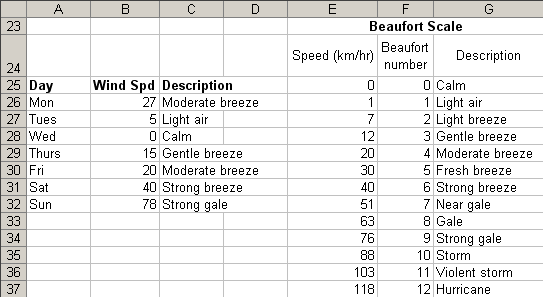 A B C D E F G
23 Beaufort Scale
24 Speed (km/hr) Beaufort number Description
25 Day Wind Spd Description 0 0 Calm
26 Mon 27 Moderate breeze 1 1 Light air
27 Tues 5 Light air 7 2 Light breeze
28 Wed 0 Calm 12 3 Gentle breeze
29 Thurs 15 Gentle breeze 20 4 Moderate breeze
30 Fri 20 Moderate breeze 30 5 Fresh breeze
31 Sat 40 Strong breeze 40 6 Strong breeze
32 Sun 78 Strong gale 51 7 Near gale
33 63 8 Gale
34 76 9 Strong gale
35 88 10 Storm
36 103 11 Violent storm
37 118 12 Hurricane